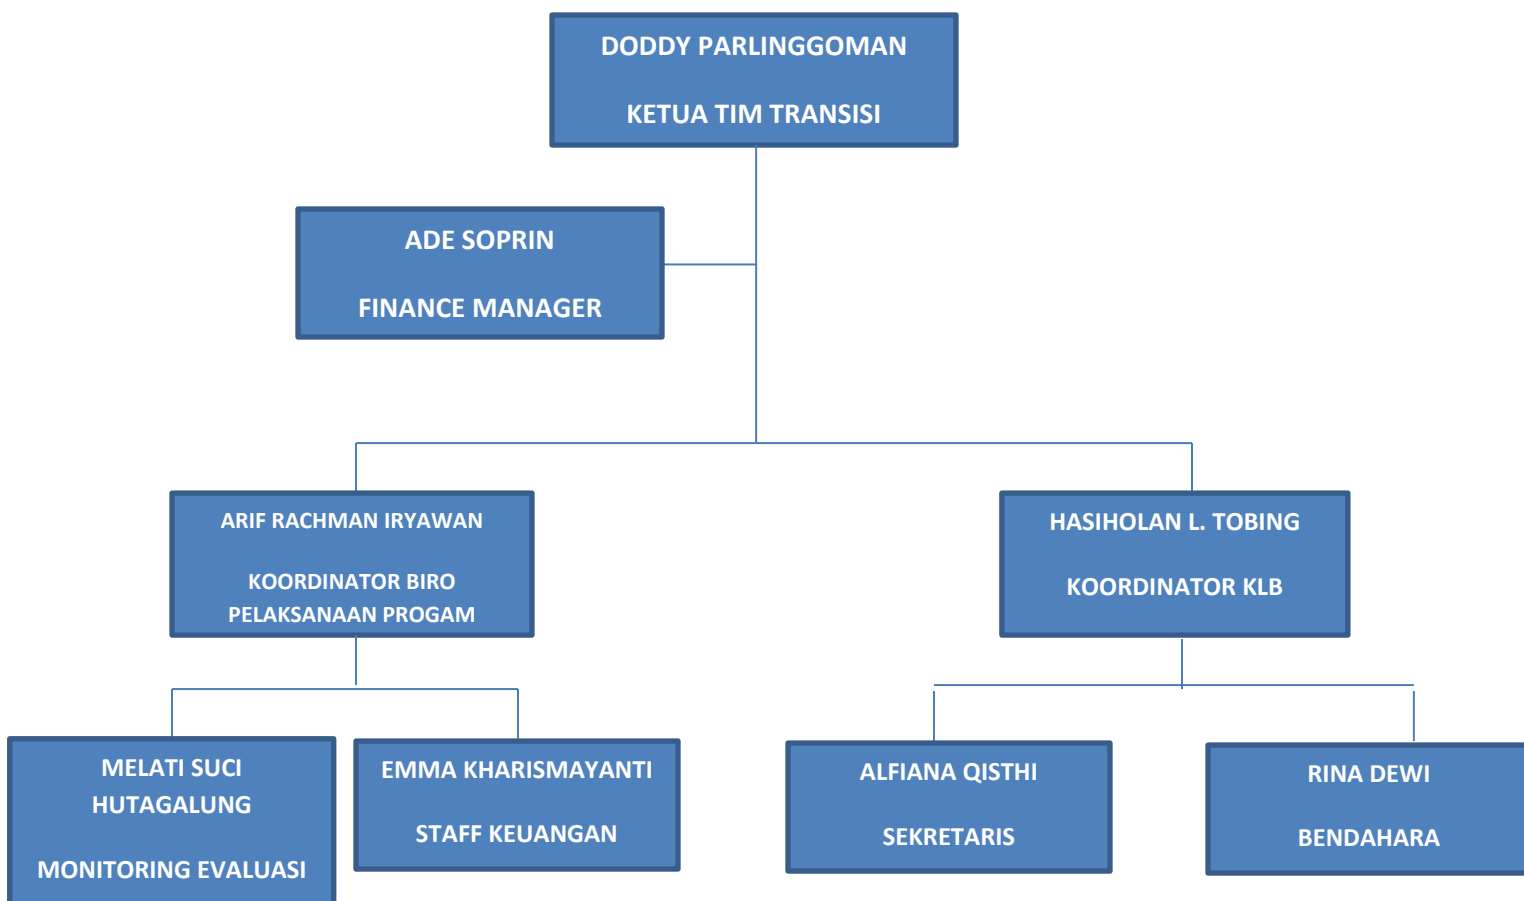 DODDY PARLINGGOMAN
KETUA TIM TRANSISI
ADE SOPRIN
FINANCE MANAGER
ARIF RACHMAN IRYAWAN
KOORDINATOR BIRO
PELAKSANAAN PROGAM
HASIHOLAN L. TOBING
KOORDINATOR KLB
MELATI SUCI
HUTAGALUNG
MONITORING EVALUASI
EMMA KHARISMAYANTI
STAFF KEUANGAN
ALFIANA QISTHI
SEKRETARIS
RINA DEWI
BENDAHARA